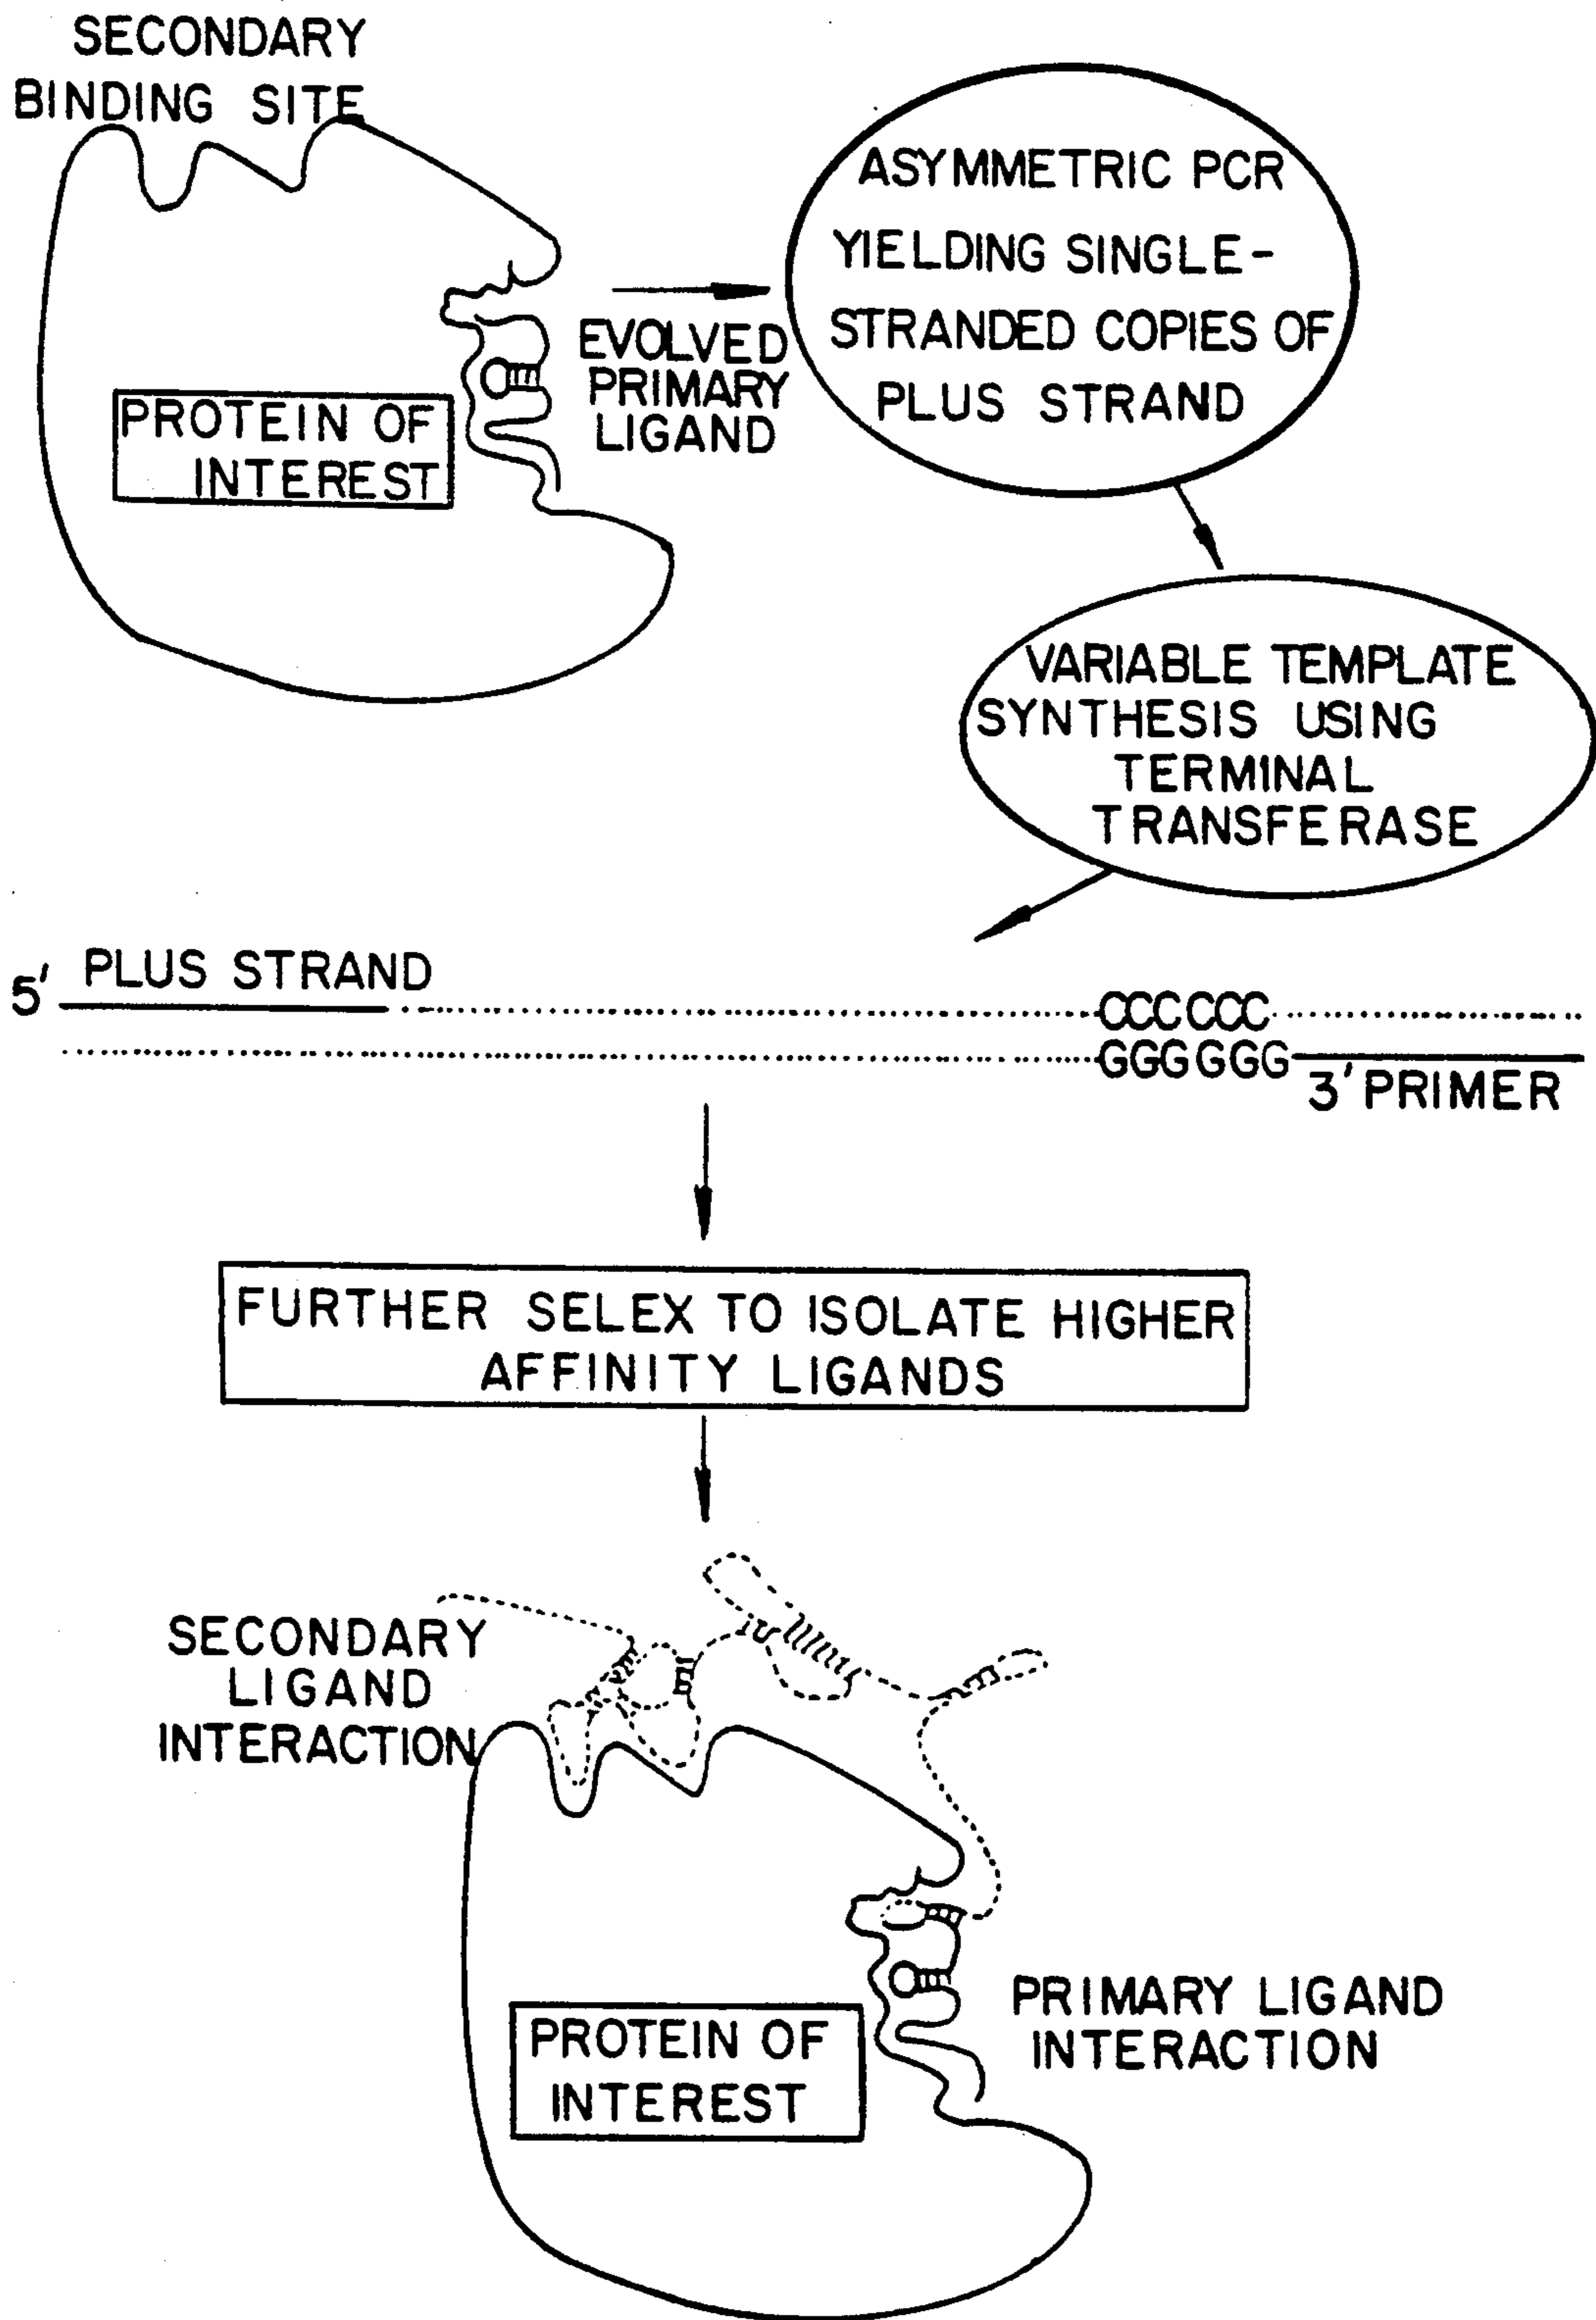 SECONDARY
BINDING SITE
ASYMMETRIC PCR
YIELDING SINGLE-
STRANDED COPIES OF
PLUS STRAND
EVOLVED
PRIMARY
LIGAND
PROTEIN OF
INTEREST
VARIABLE TEMPLATE
SYNTHESIS USING
TERMINAL
TRANSFERASE
5' PLUS STRAND
CCCCCC
GGGGGG
3' PRIMER
FURTHER SELEX TO ISOLATE HIGHER
AFFINITY LIGANDS
SECONDARY
LIGAND
INTERACTION
PROTEIN OF
INTEREST
PRIMARY LIGAND
INTERACTION